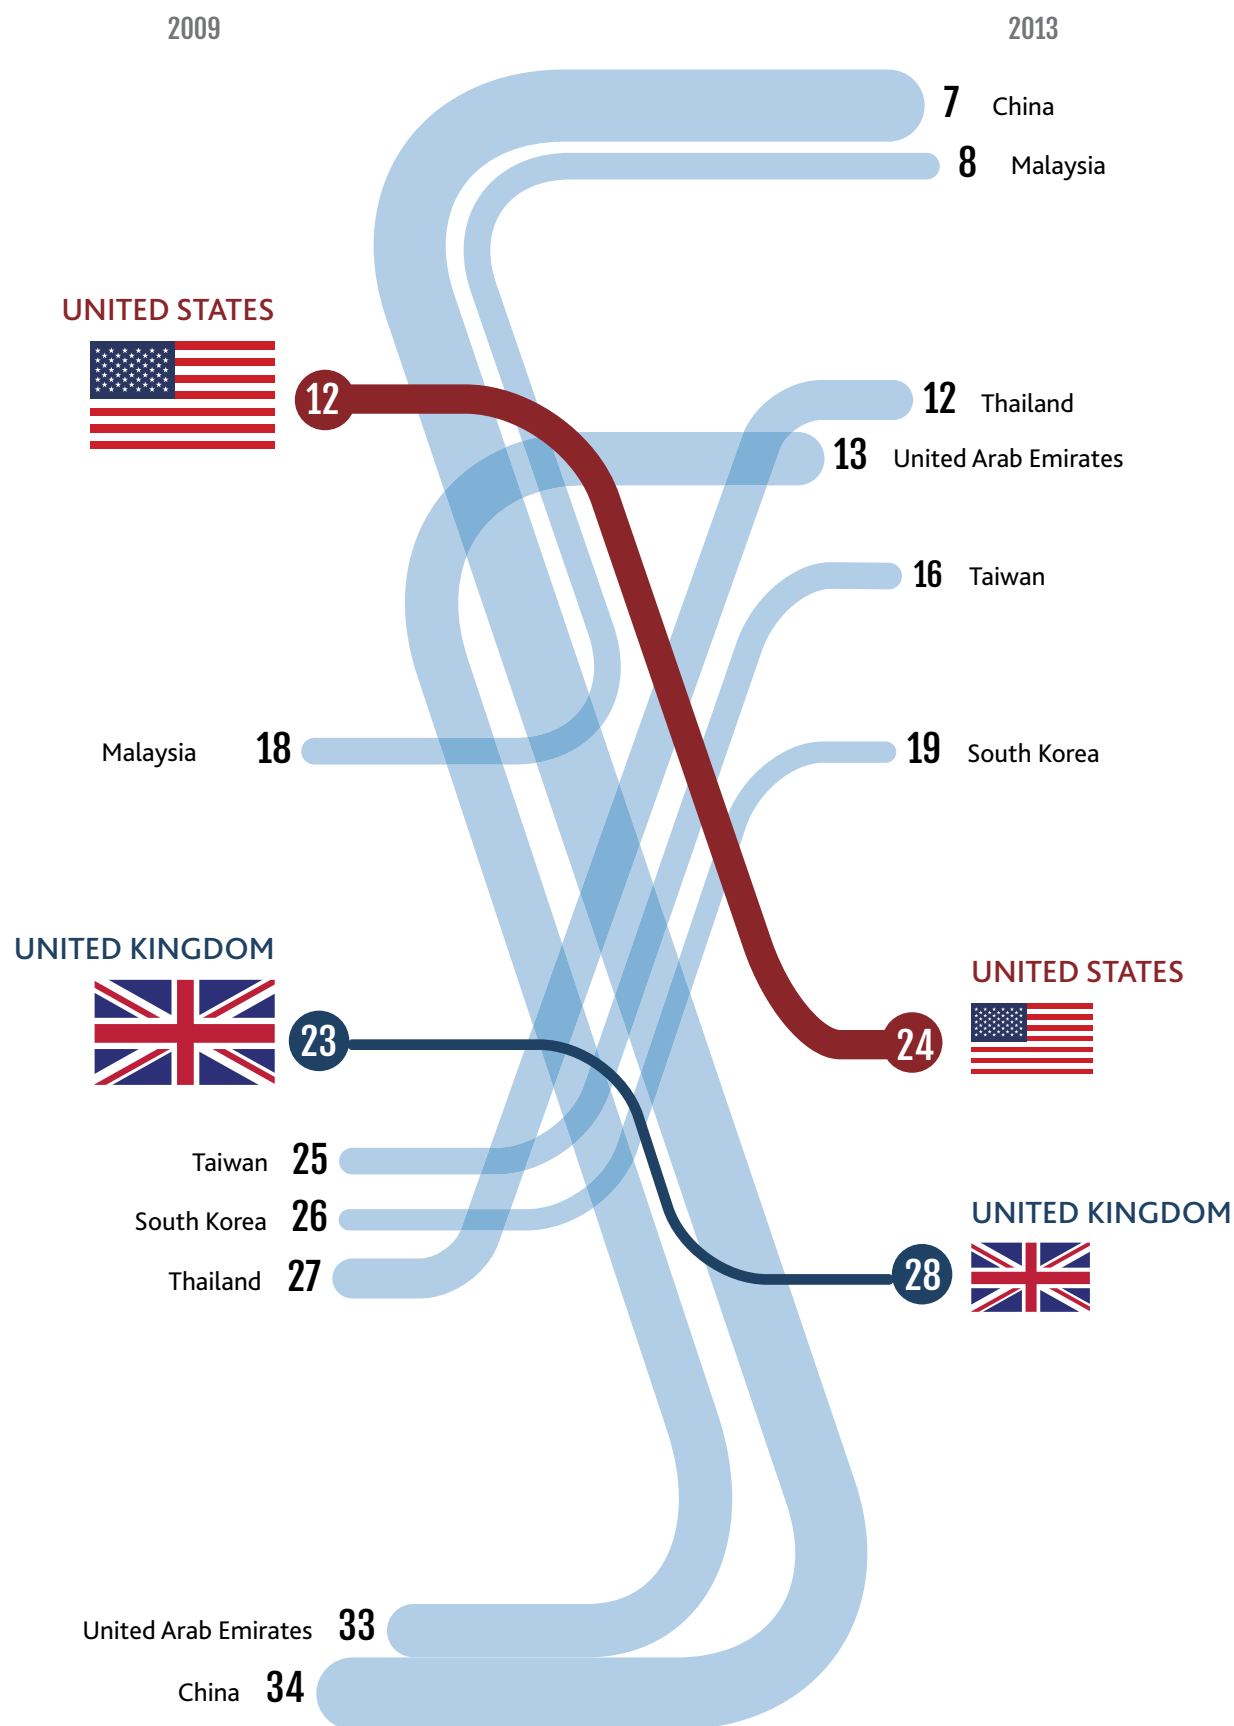 2009 2013
7 China
8 Malaysia
UNITED STATES
12
12 Thailand
13 United Arab Emirates
16 Taiwan
Malaysia 18
19 South Korea
UNITED KINGDOM
UNITED STATES
23
24
Taiwan 25
South Korea 26
UNITED KINGDOM
Thailand 27
28
United Arab Emirates 33
China 34